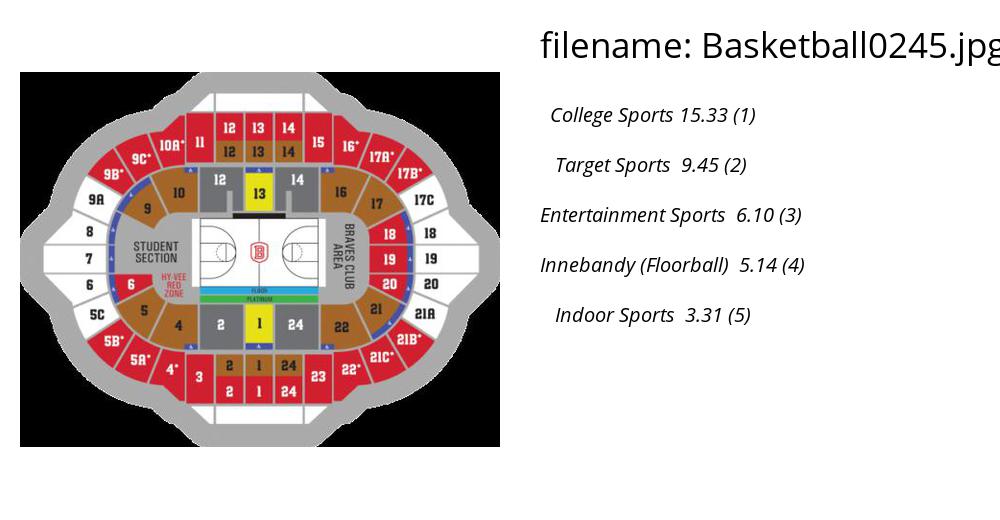 filename: Basketball0245.jpg
College Sports 15.33 (1)
Target Sports 9.45 (2)
Entertainment Sports 6.10 (3)
Innebandy (Floorball) 5.14 (4)
Indoor Sports 3.31 (5)
12 13 14
10A* 11 15 16*
12 13 14
9C* 17A*
9B* 17B*
10 12 13 14 16
9A 17C
9 17
8 18 18
STUDENT
SECTION
BRAVES CLUB
AREA
B
7 19 19
HY-VEE
RED
ZONE
6 6 20 20
FLOOR
PLATINUM
5C 5 21 21A
4 2 1 24 22
5B* 21B*
5A* 21C*
2 1 24
4* 3 23 22*
2 1 24